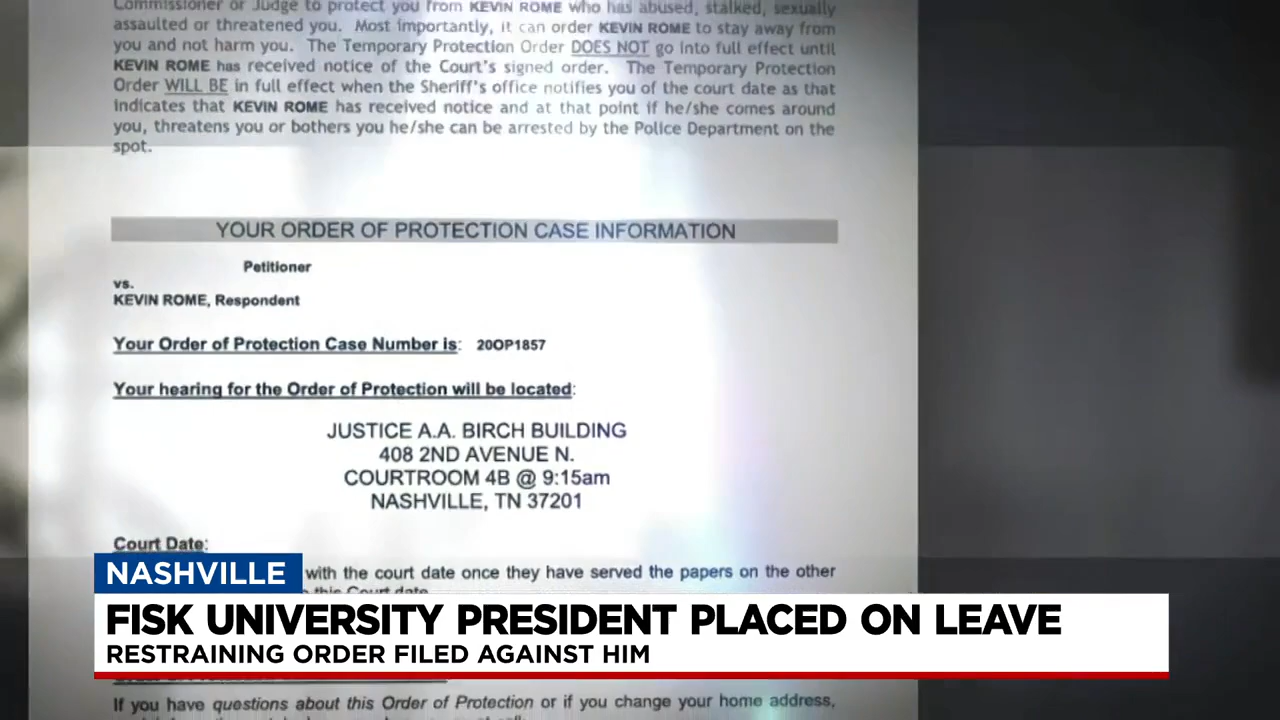 Commissioner or Judge to protect you from KEVIN ROME who has abused, stalked, sexually
assaulted or threatened you. Most importantly, it can order KEVIN ROME to stay away from
you and not harm you. The Temporary Protection Order DOES NOT go into full effect until
KEVIN ROME has received notice of the Court's signed order. The Temporary Protection
Order WILL BE in full effect when the Sheriff's office notifies you of the court date as that
indicates that KEVIN ROME has received notice and at that point if he/she comes around
you, threatens you or bothers you he/she can be arrested by the Police Department on the
spot.
YOUR ORDER OF PROTECTION CASE INFORMATION
Petitioner
vs.
KEVIN ROME, Respondent
Your Order of Protection Case Number is: 20OP1857
Your hearing for the Order of Protection will be located:
JUSTICE A.A. BIRCH BUILDING
408 2ND AVENUE N.
COURTROOM 4B @ 9:15am
NASHVILLE, TN 37201
Court Date:
with the court date once they have served the papers on the other
this Court date
NASHVILLE
FISK UNIVERSITY PRESIDENT PLACED ON LEAVE
RESTRAINING ORDER FILED AGAINST HIM
If you have questions about this Order of Protection or if you change your home address,